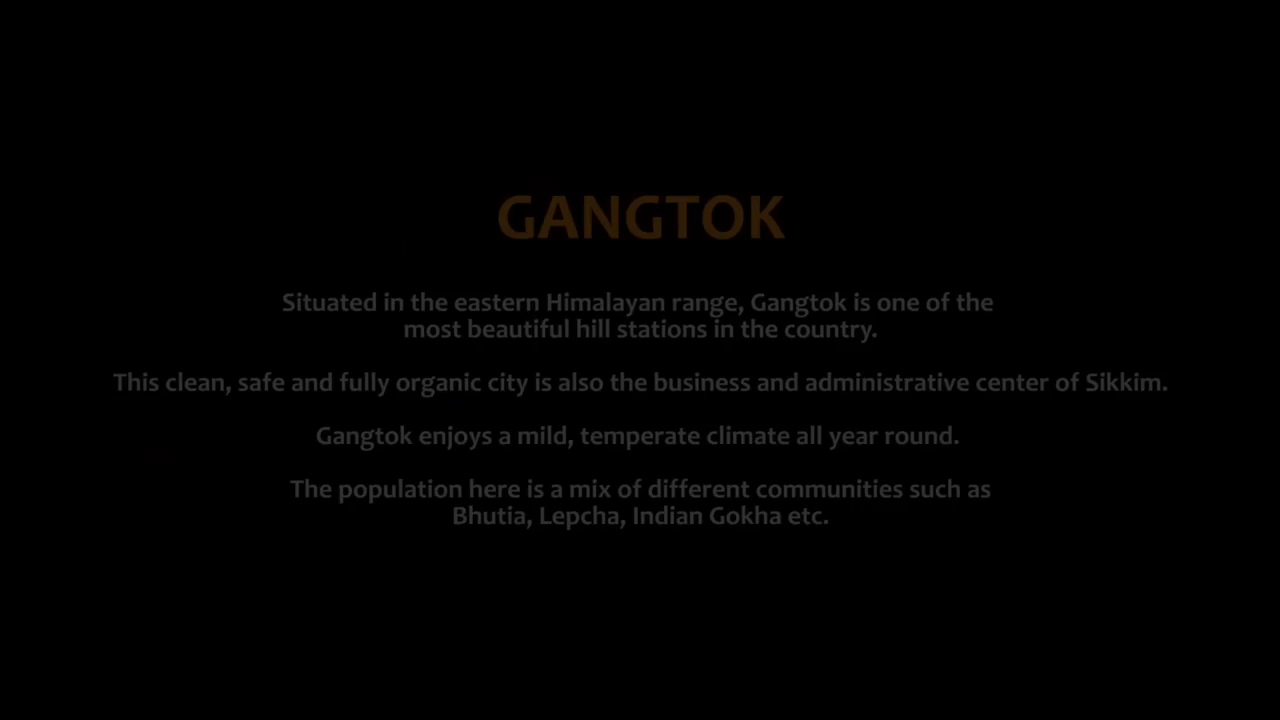 GANGTOK
Situated in the eastern Himalayan range, Gangtok is one of the
most beautiful hill stations in the country.
This clean, safe and fully organic city is also the business and administrative center of Sikkim.
Gangtok enjoys a mild, temperate climate all year round.
The population here is a mix of different communities such as
Bhutia, Lepcha, Indian Gokha etc.